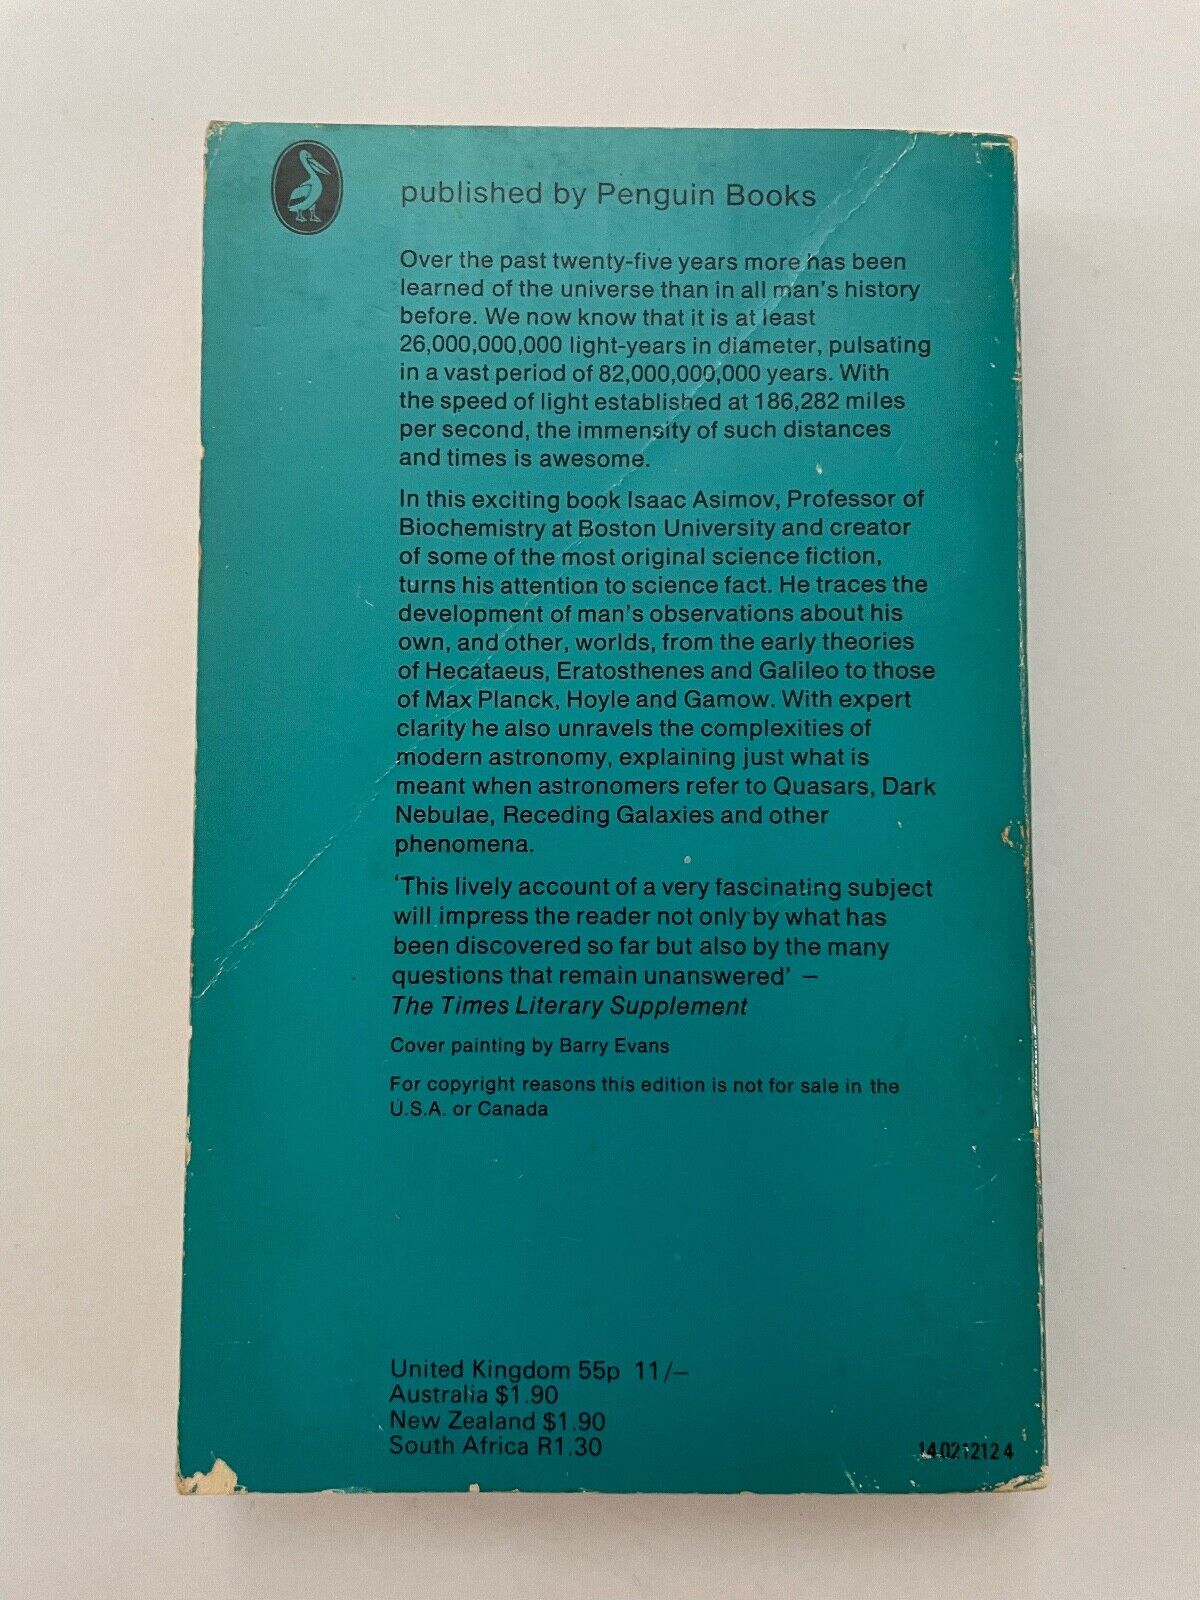 published by Penguin Books
Over the past twenty-five years more has been
learned of the universe than in all man's history
before. We now know that it is at least
26,000,000,000 light-years in diameter, pulsating
in a vast period of 82,000,000,000 years. With
the speed of light established at 186,282 miles
per second, the immensity of such distances
and times is awesome.
In this exciting book Isaac Asimov, Professor of
Biochemistry at Boston University and creator
of some of the most original science fiction,
turns his attention to science fact. He traces the
development of man's observations about his
own, and other, worlds, from the early theories
of Hecataeus, Eratosthenes and Galileo to those
of Max Planck, Hoyle and Gamow. With expert
clarity he also unravels the complexities of
modern astronomy, explaining just what is
meant when astronomers refer to Quasars, Dark
Nebulae, Receding Galaxies and other
phenomena.
'This lively account of a very fascinating subject
will impress the reader not only by what has
been discovered so far but also by the many
questions that remain unanswered' –
The Times Literary Supplement
Cover painting by Barry Evans
For copyright reasons this edition is not for sale in the
U.S.A. or Canada
United Kingdom 55p 11/–
Australia $1.90
New Zealand $1.90
South Africa R1.30
14 021212 4